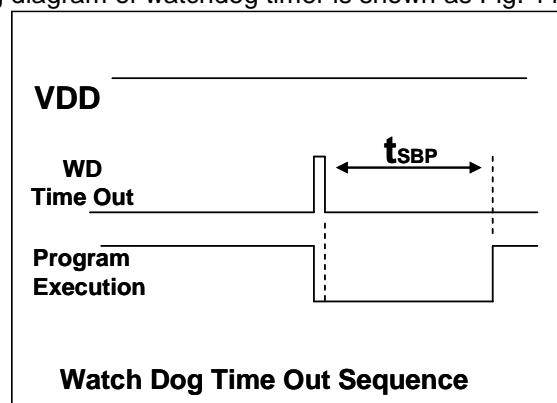 diagram of watchdog timer is shown as Fig.
VDD
tSBP
WD
Time Out
Program
Execution
Watch Dog Time Out Sequence